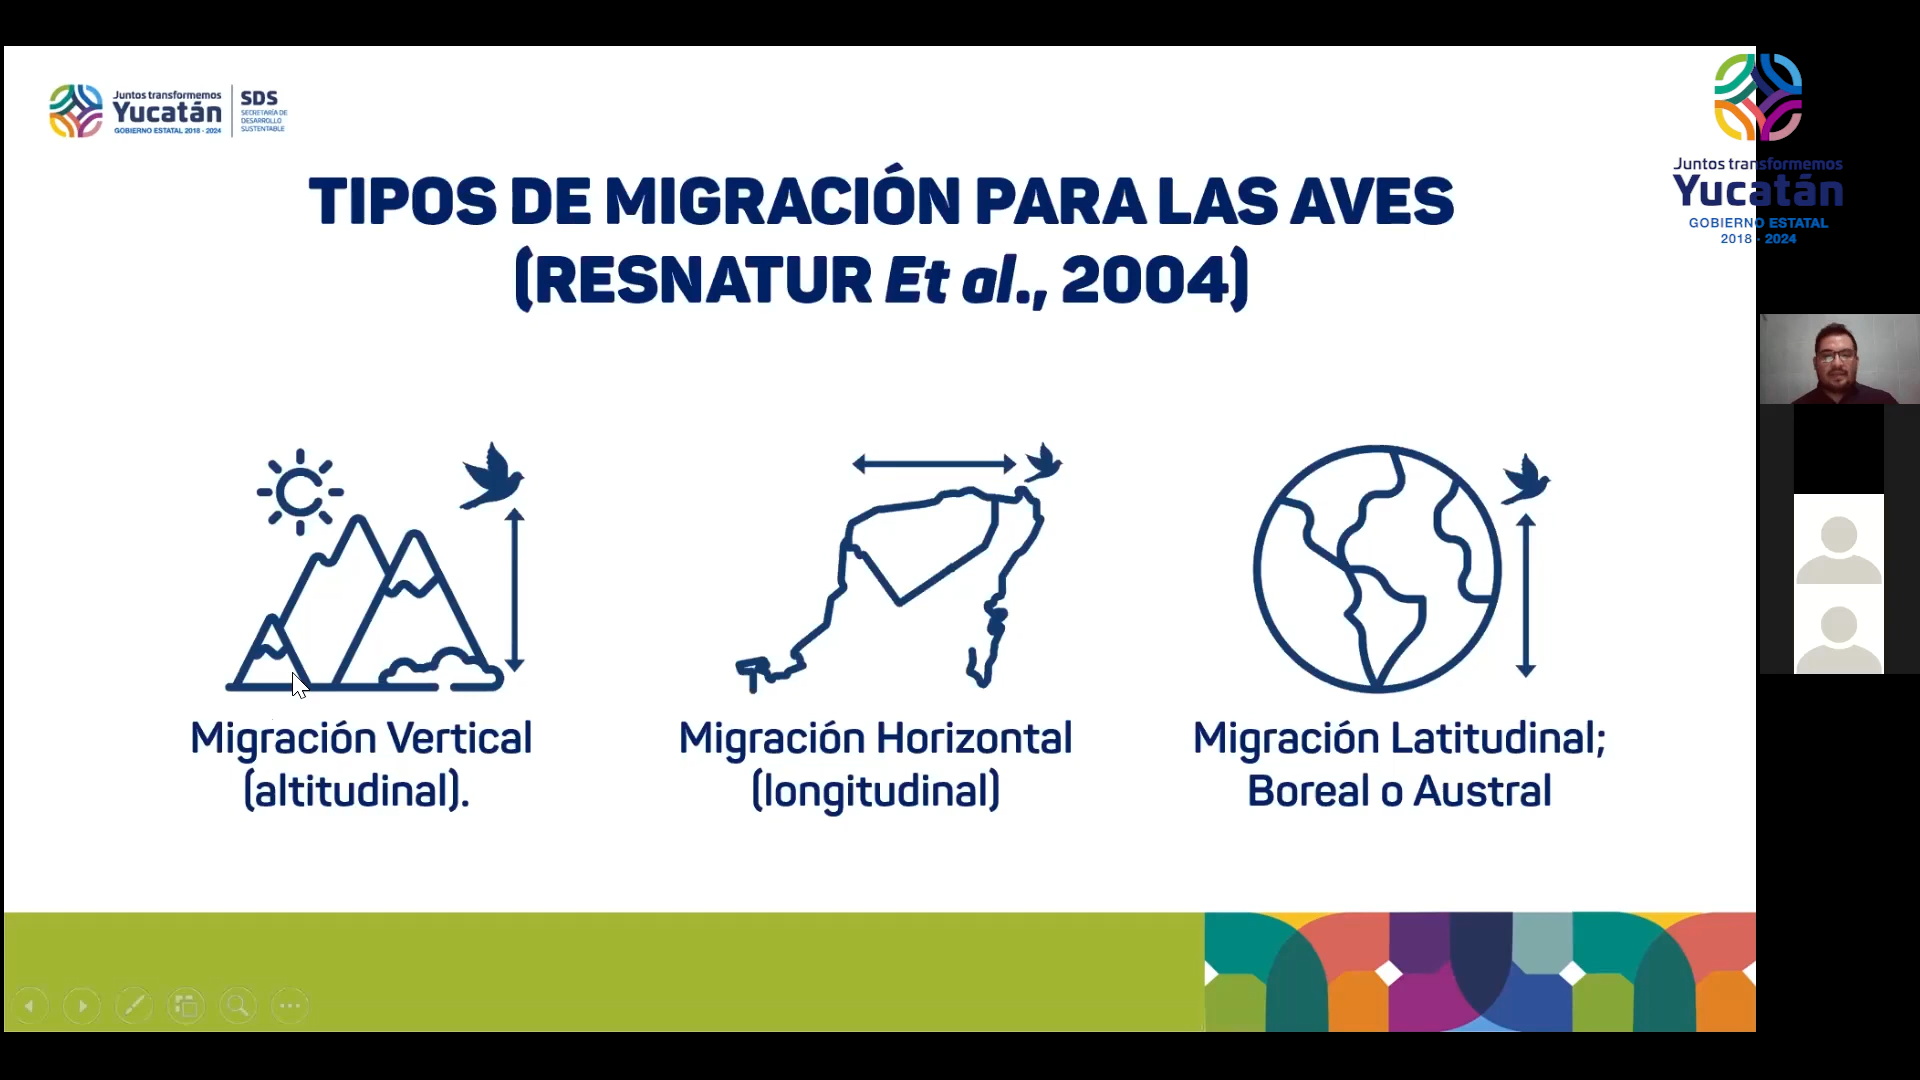 Juntos transformemos
Yucatán
GOBIERNO ESTATAL 2018 - 2024
SDS
SECRETARÍA DE
DESARROLLO
SUSTENTABLE
Juntos transformemos
Yucatán
GOBIERNO ESTATAL
2018 - 2024
TIPOS DE MIGRACIÓN PARA LAS AVES
(RESNATUR Et al., 2004)
Migración Vertical
(altitudinal).
Migración Horizontal
(longitudinal)
Migración Latitudinal;
Boreal o Austral